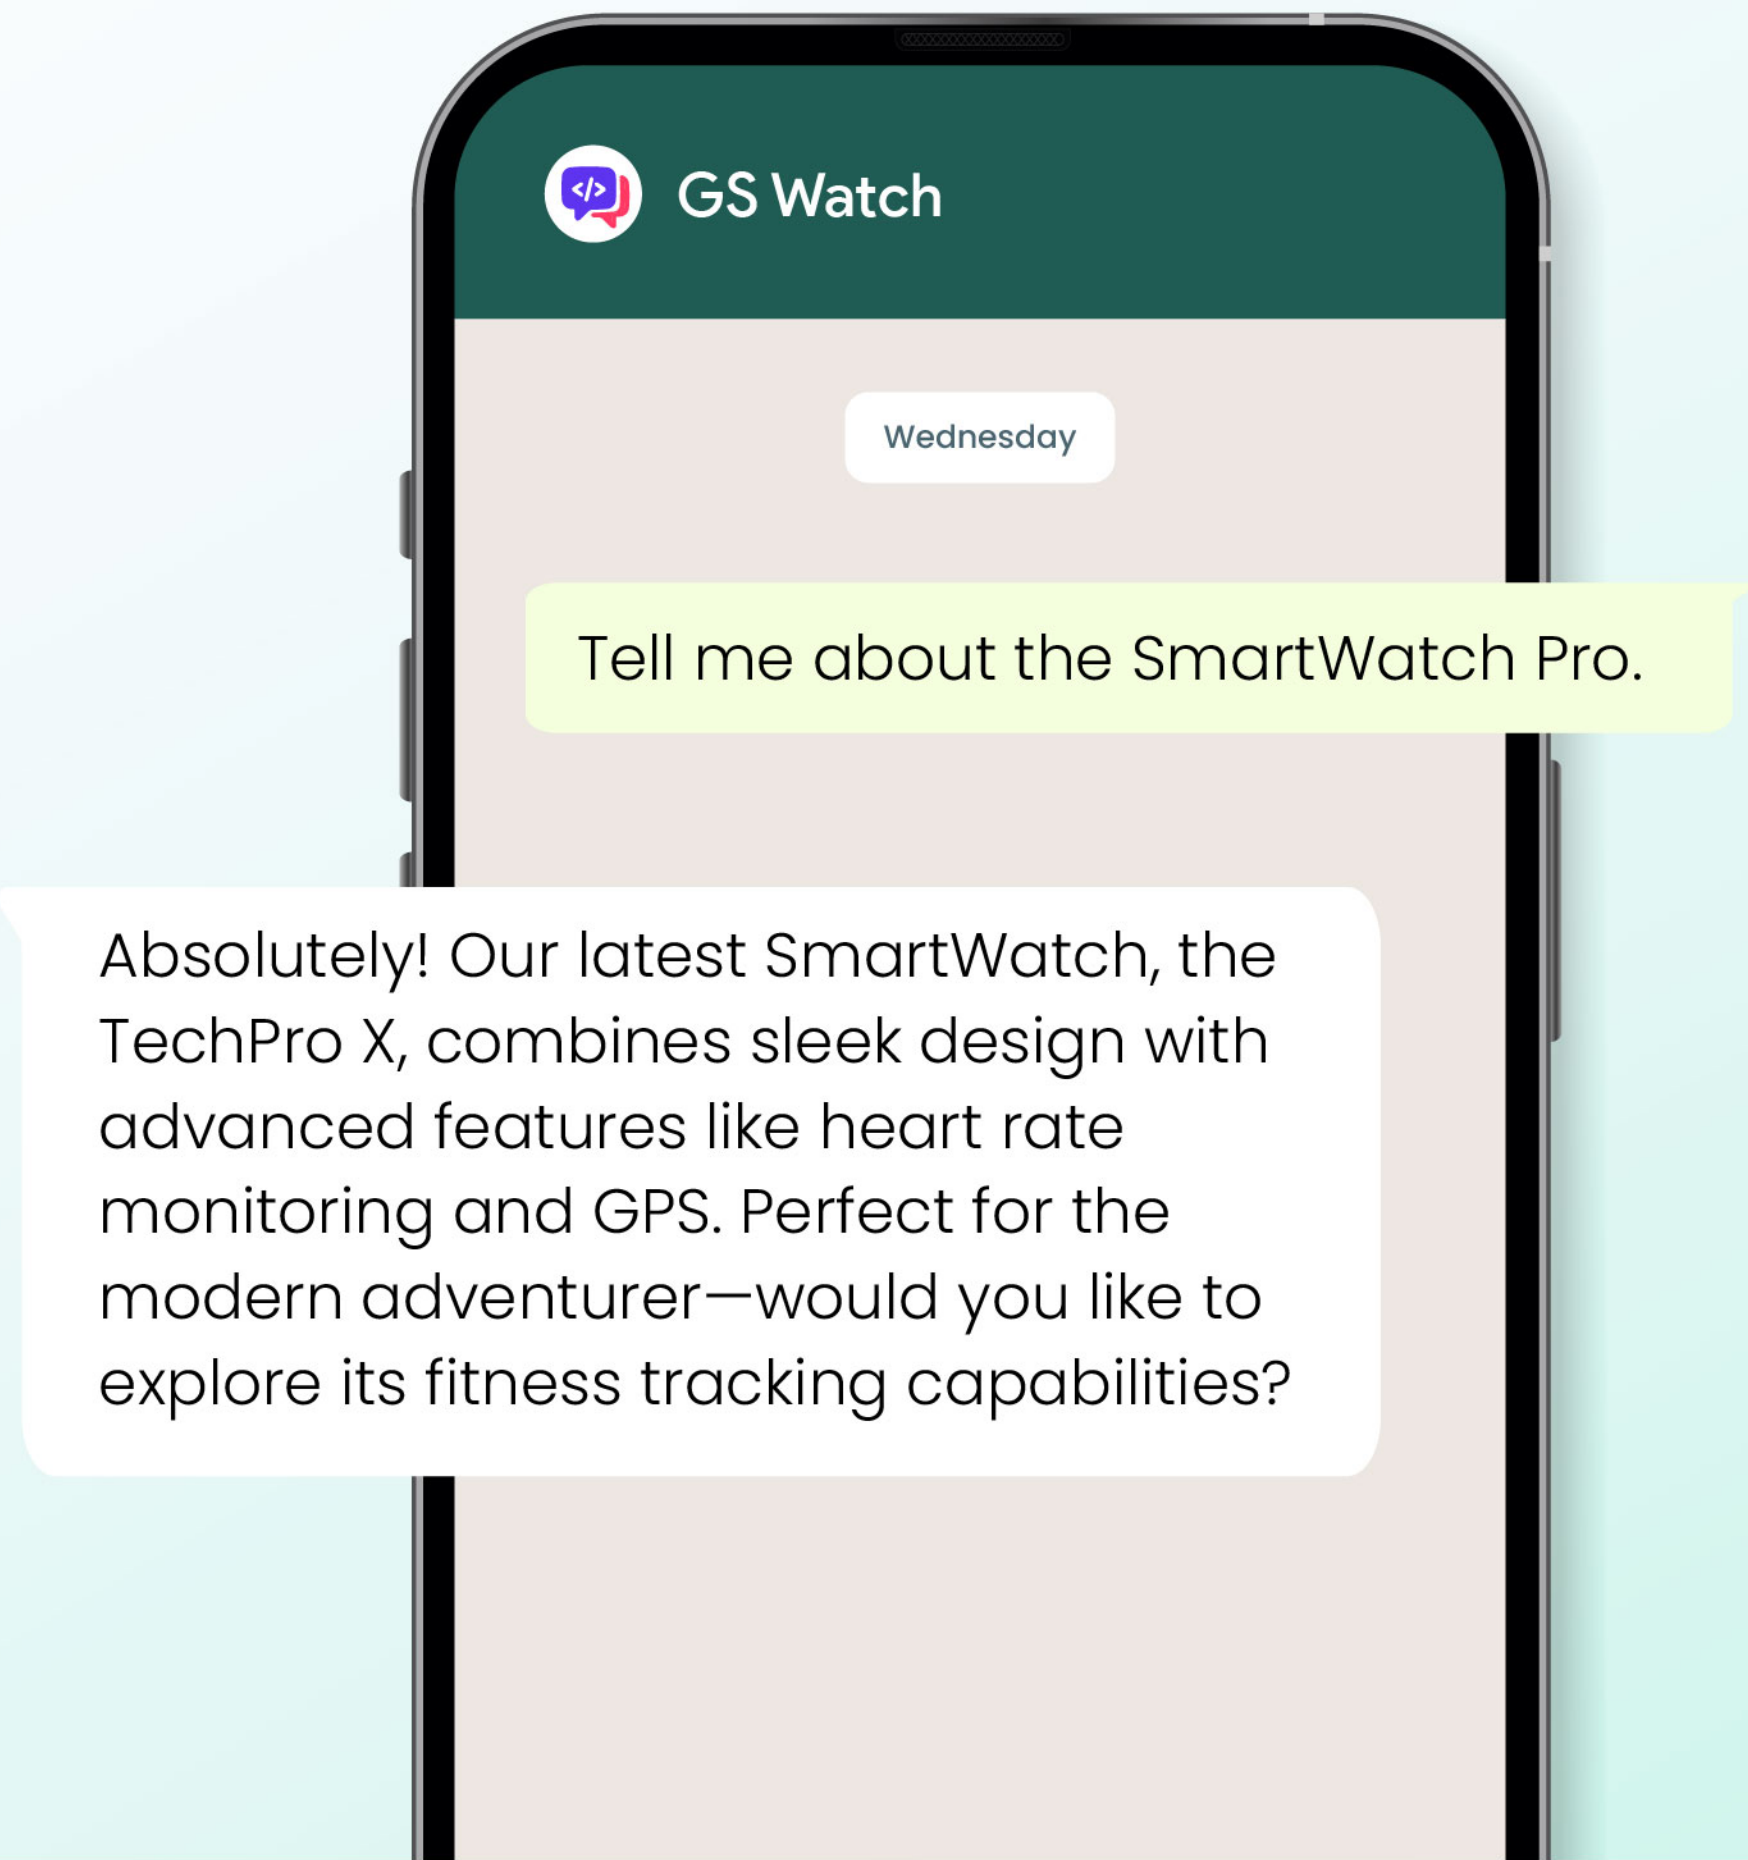 </>
GS Watch
Wednesday
Tell me about the SmartWatch Pro.
Absolutely! Our latest SmartWatch, the
TechPro X, combines sleek design with
advanced features like heart rate
monitoring and GPS. Perfect for the
modern adventurer—would you like to
explore its fitness tracking capabilities?